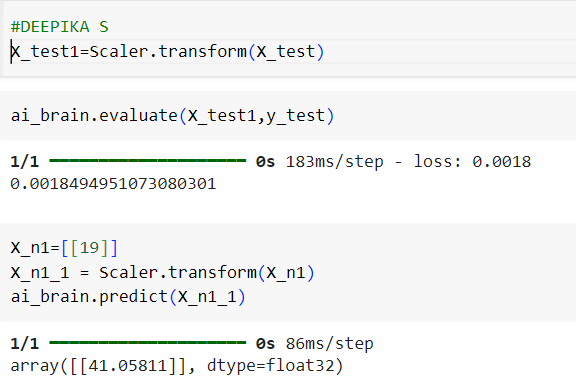 #DEEPIKA S
X_test1=Scaler.transform(X_test)
ai_brain.evaluate(X_test1,y_test)
1/1 ━━━━━━━━━━━━━━━━━━━━ 0s 183ms/step - loss: 0.0018
0.0018494951073080301
X_n1=[[19]]
X_n1_1 = Scaler.transform(X_n1)
ai_brain.predict(X_n1_1)
1/1 ━━━━━━━━━━━━━━━━━━━━ 0s 86ms/step
array([[41.05811]], dtype=float32)